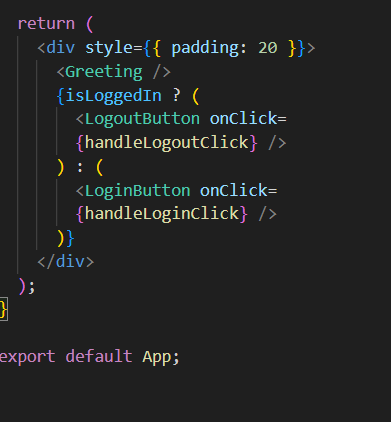 return (
<div style={{ padding: 20 }}>
<Greeting />
{isLoggedIn ? (
<LogoutButton onClick=
{handleLogoutClick} />
) : (
<LoginButton onClick=
{handleLoginClick} />
)}
</div>
);
}
export default App;